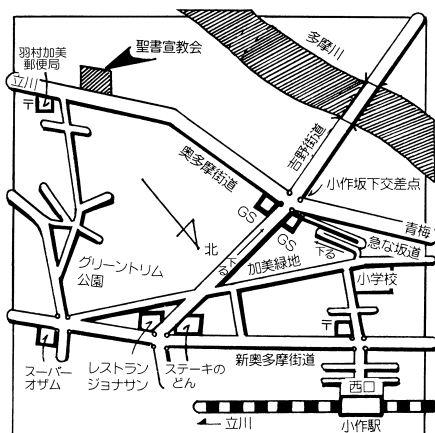 羽村加美
郵便局
聖書宣教会
多摩川
立川
〒
吉野街道
奥多摩街道
小作坂下交差点
GS
GS
青梅
北
下る
下る
急な坂道
加美緑地
グリーントリム
公園
小学校
〒
新奥多摩街道
スーパー
オザム
レストラン
ジョナサン
ステーキの
どん
西口
立川
小作駅